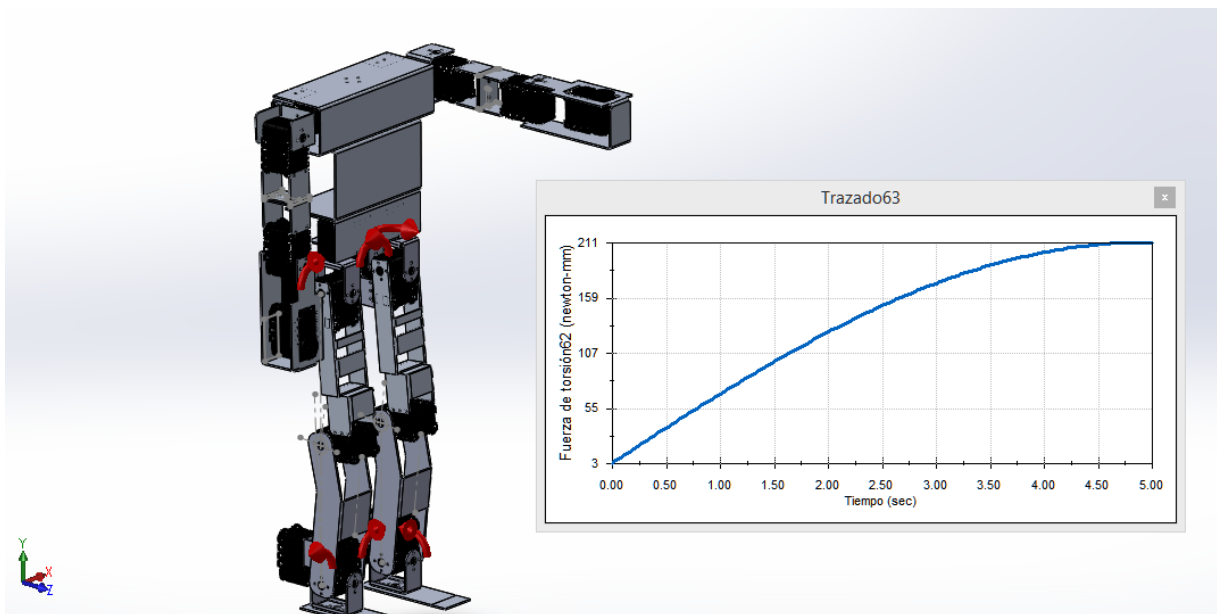 Trazado63
x
Fuerza de torsión62 (newton-mm)
211
159
107
55
3
0.00 0.50 1.00 1.50 2.00 2.50 3.00 3.50 4.00 4.50 5.00
Tiempo (sec)
Y
X
Z